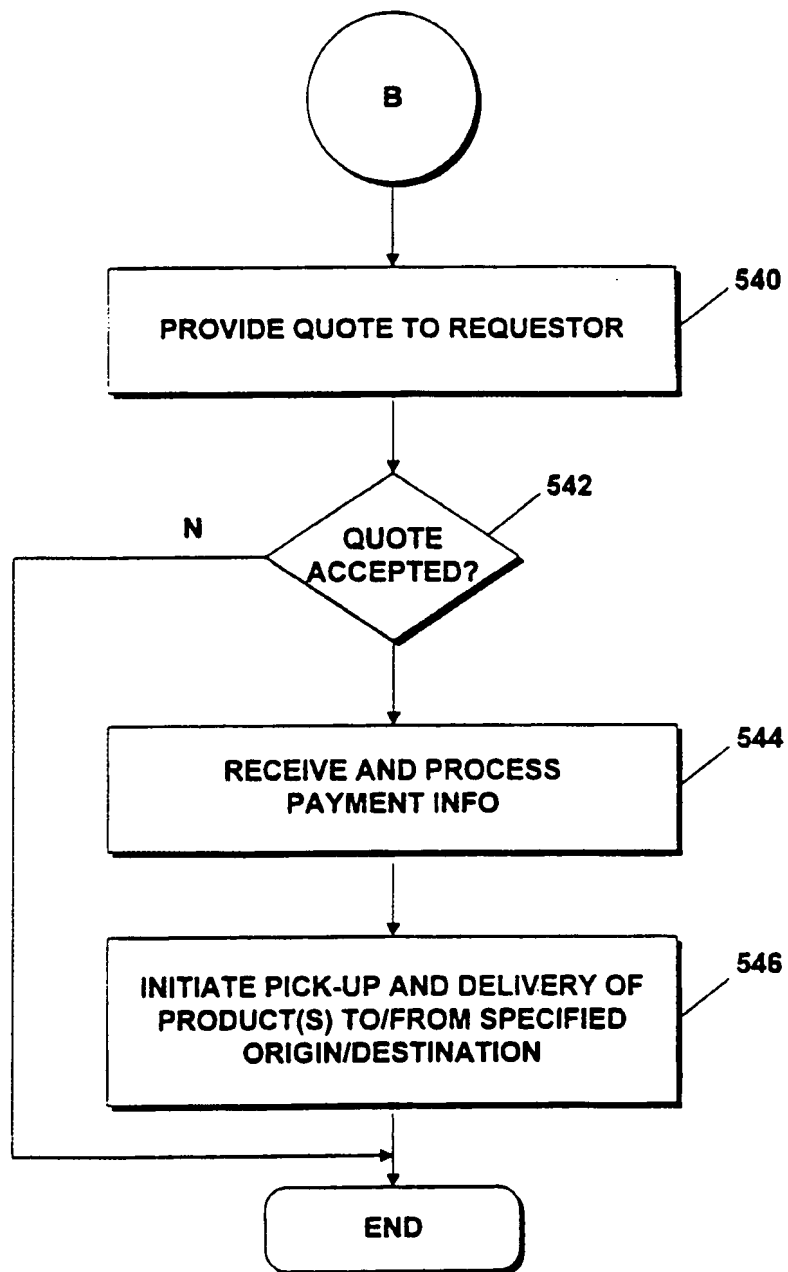 B
PROVIDE QUOTE TO REQUESTOR
540
542
N
QUOTE
ACCEPTED?
544
RECEIVE AND PROCESS
PAYMENT INFO
546
INITIATE PICK-UP AND DELIVERY OF
PRODUCT(S) TO/FROM SPECIFIED
ORIGIN/DESTINATION
END